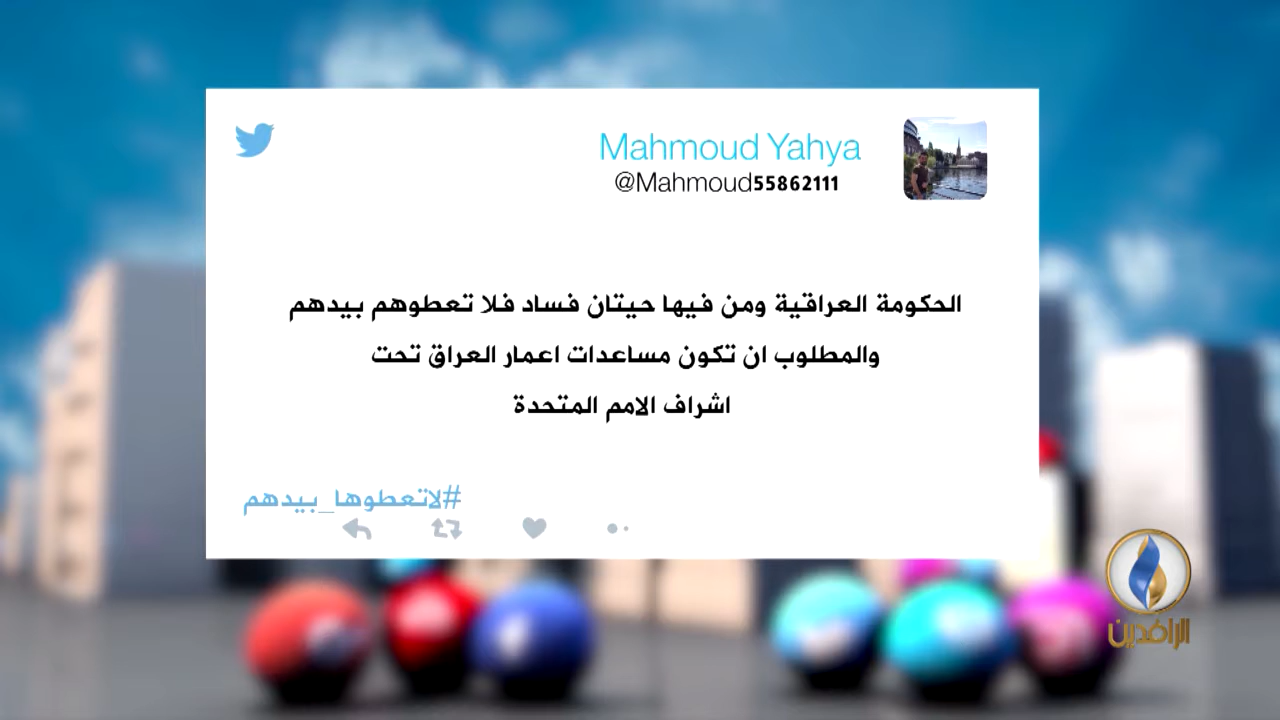 Mahmoud Yahya
@Mahmoud55862111
الحكومة العراقية ومن فيها حيتان فساد فلا تعطوهم بيدهم
والمطلوب ان تكون مساعدات اعمار العراق تحت
اشراف الامم المتحدة
#لاتعطوها_بيدهم
الرافدين